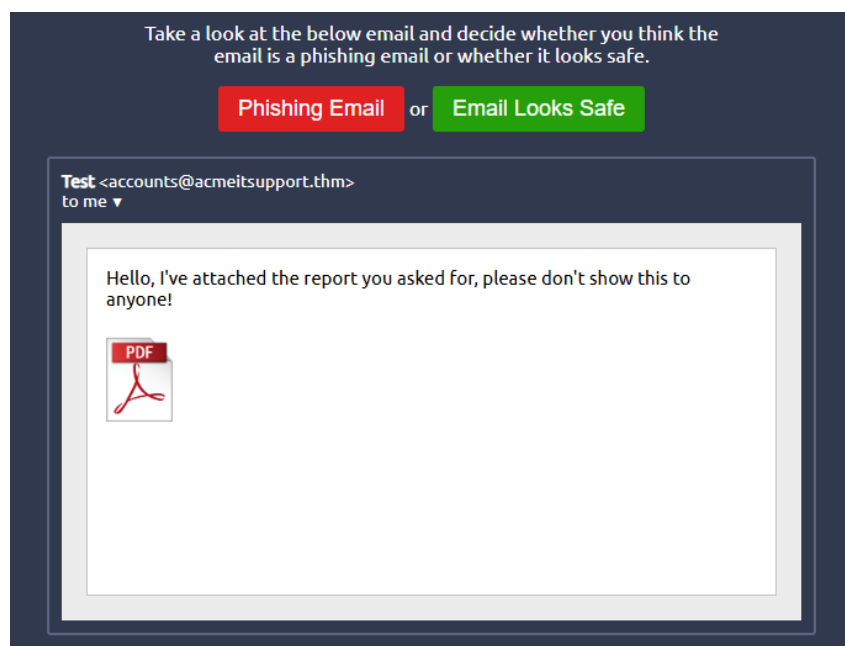 Take a look at the below email and decide whether you think the
email is a phishing email or whether it looks safe.
Phishing Email or Email Looks Safe
Test <accounts@acmeitsupport.thm>
to me ▾
Hello, I've attached the report you asked for, please don't show this to
anyone!
PDF